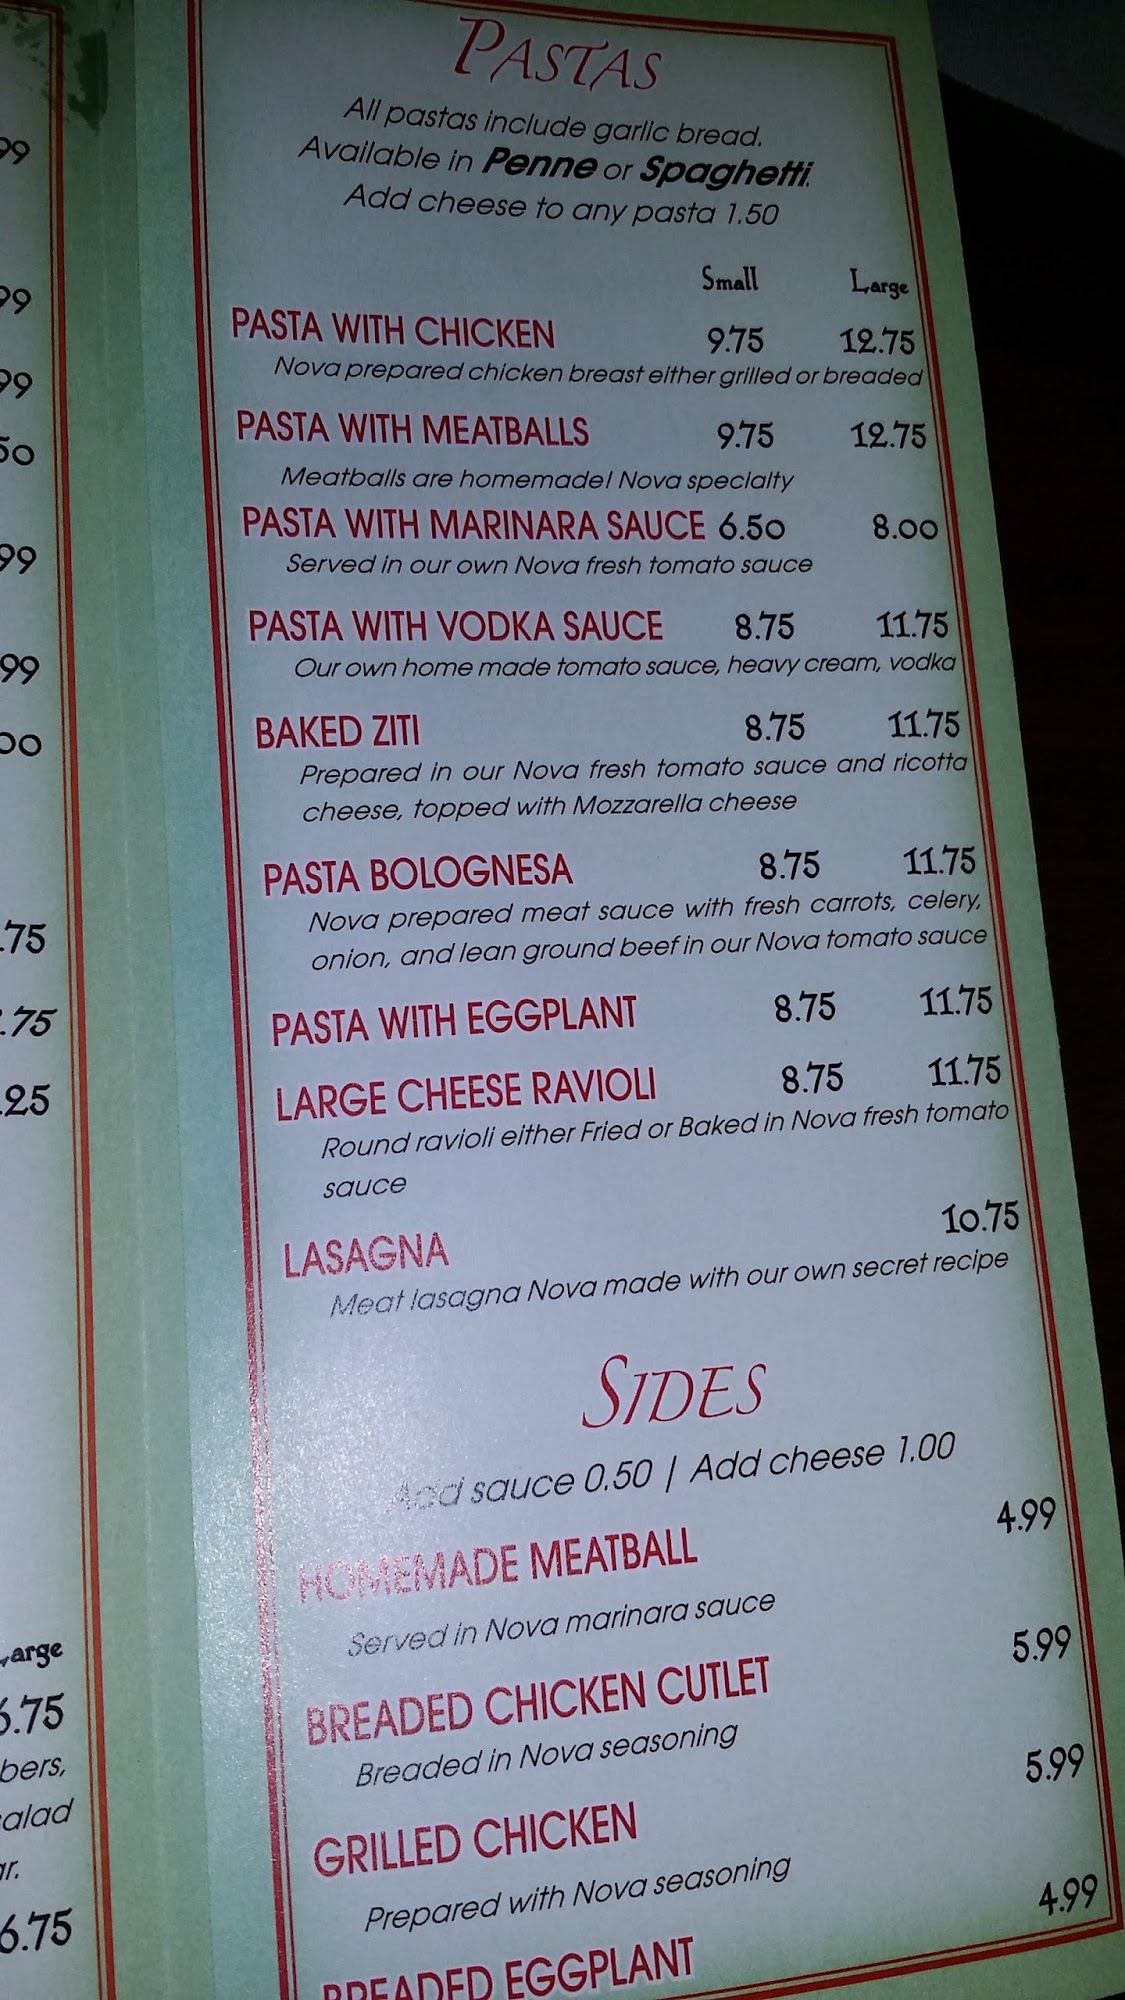 PASTAS
All pastas include garlic bread.
Available in Penne or Spaghetti.
Add cheese to any pasta 1.50
Small Large
PASTA WITH CHICKEN 9.75 12.75
Nova prepared chicken breast either grilled or breaded
PASTA WITH MEATBALLS 9.75 12.75
Meatballs are homemade! Nova specialty
PASTA WITH MARINARA SAUCE 6.50 8.00
Served in our own Nova fresh tomato sauce
PASTA WITH VODKA SAUCE 8.75 11.75
Our own home made tomato sauce, heavy cream, vodka
BAKED ZITI 8.75 11.75
Prepared in our Nova fresh tomato sauce and ricotta
cheese, topped with Mozzarella cheese
PASTA BOLOGNESA 8.75 11.75
Nova prepared meat sauce with fresh carrots, celery,
onion, and lean ground beef in our Nova tomato sauce
PASTA WITH EGGPLANT 8.75 11.75
LARGE CHEESE RAVIOLI 8.75 11.75
Round ravioli either Fried or Baked in Nova fresh tomato
sauce
LASAGNA 10.75
Meat lasagna Nova made with our own secret recipe
SIDES
Add sauce 0.50 | Add cheese 1.00
HOMEMADE MEATBALL 4.99
Served in Nova marinara sauce
BREADED CHICKEN CUTLET 5.99
Breaded in Nova seasoning
GRILLED CHICKEN 5.99
Prepared with Nova seasoning
BREADED EGGPLANT 4.99